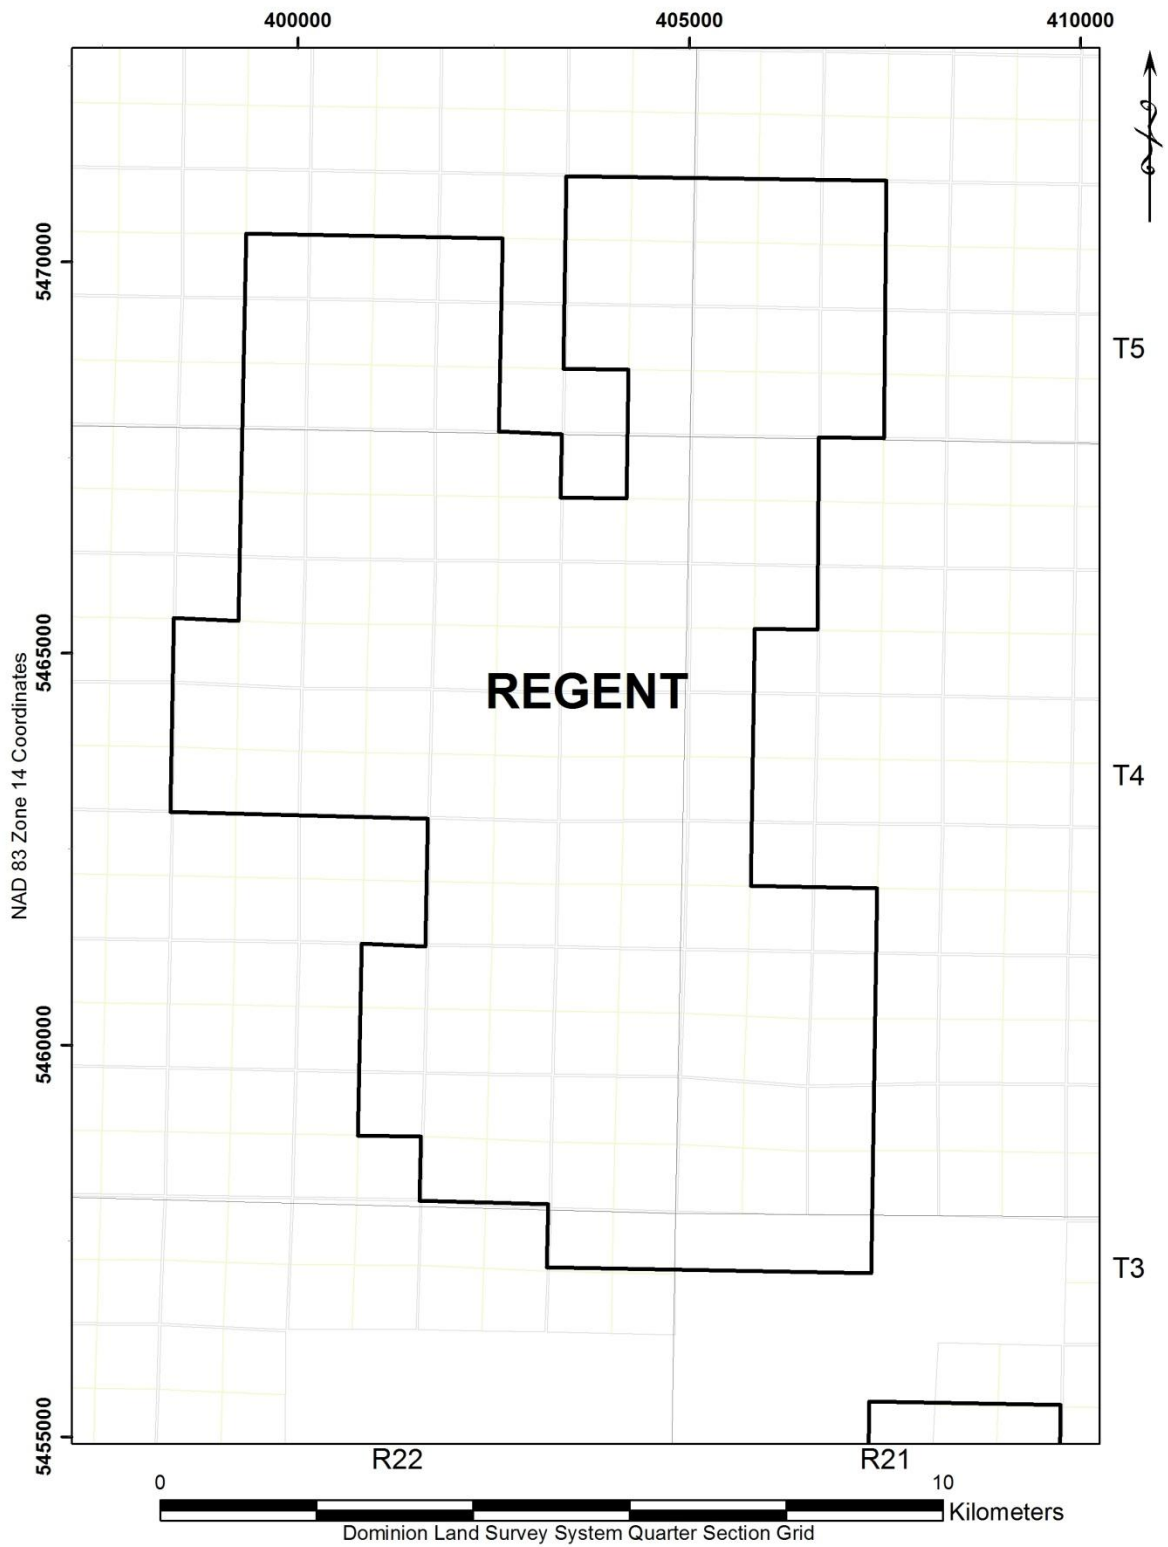 400000 405000 410000
5470000
T5
5465000
REGENT
NAD 83 Zone 14 Coordinates
T4
5460000
T3
5455000
R22 R21
0 10
Kilometers
Dominion Land Survey System Quarter Section Grid